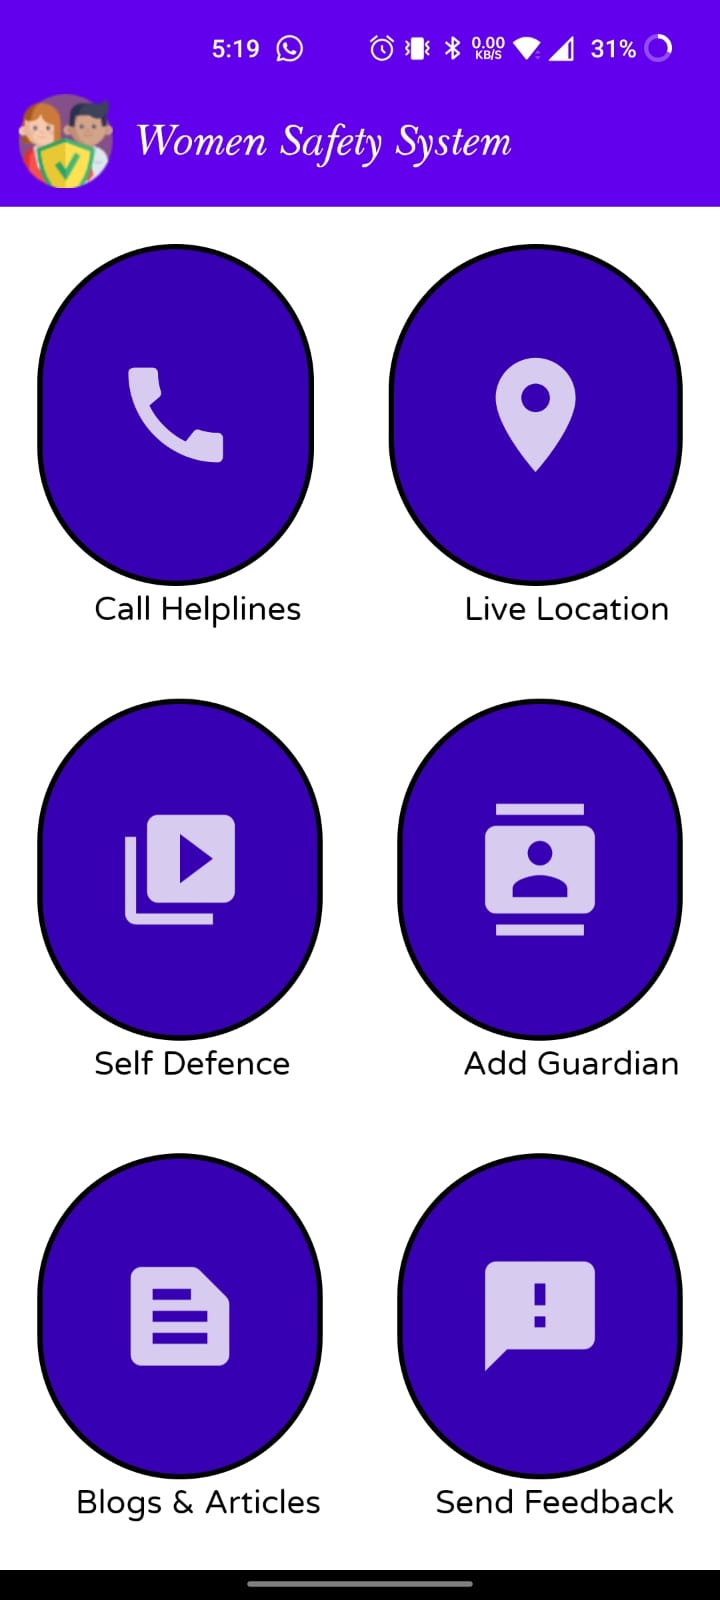 5:19 0.00 KB/S 31%
Women Safety System
Call Helplines Live Location
Self Defence Add Guardian
Blogs & Articles Send Feedback